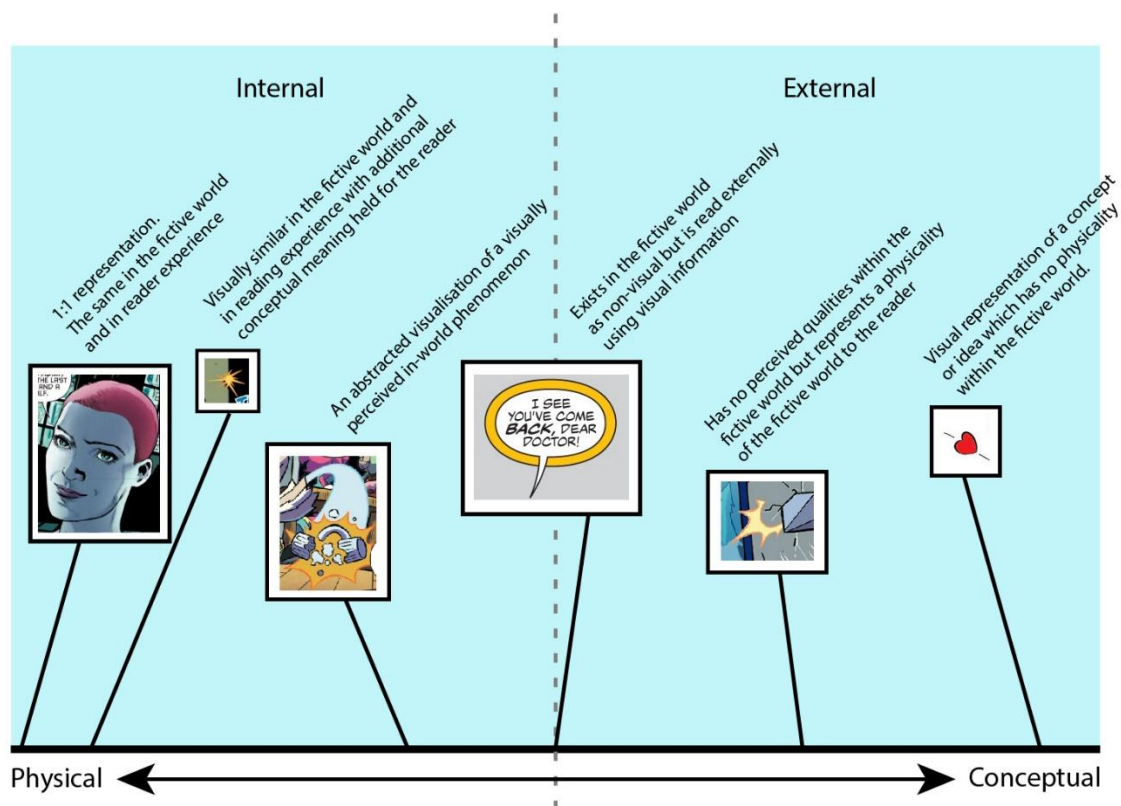 Internal
External
1:1 representation.
The same in the fictive world
and in reader experience
Visually similar in the fictive world and
in reading experience with additional
conceptual meaning held for the reader
An abstracted visualisation of a visually
perceived in-world phenomenon
Exists in the fictive world
as non-visual but is read externally
using visual information
Has no perceived qualities within the
fictive world but represents a physicality
of the fictive world to the reader
Visual representation of a concept
or idea which has no physicality
within the fictive world.
THE LAST
AND A
I SEE
YOU'VE COME
BACK, DEAR
DOCTOR!
Physical
Conceptual